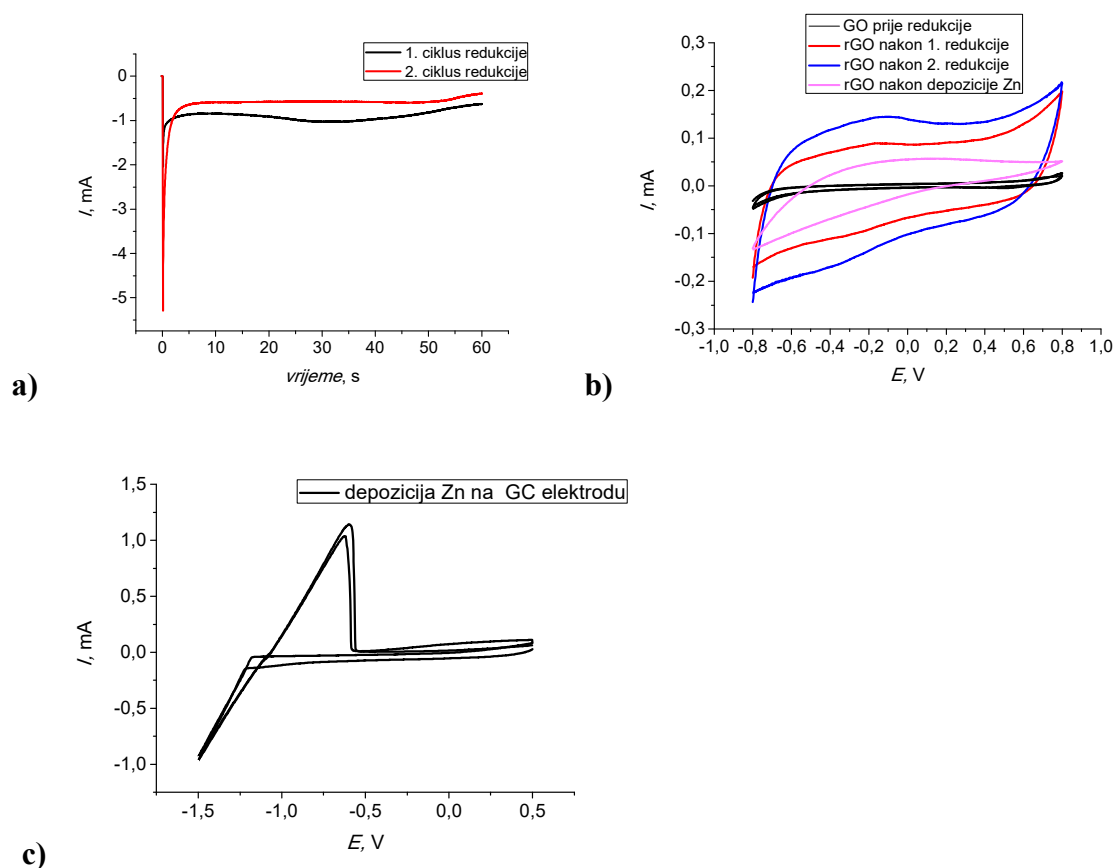 1. ciklus redukcije
2. ciklus redukcije
0
-1
-2
-3
-4
-5
I, mA
0 10 20 30 40 50 60
vrijeme, s
a)
GO prije redukcije
rGO nakon 1. redukcije
rGO nakon 2. redukcije
rGO nakon depozicije Zn
0,3
0,2
0,1
0,0
-0,1
-0,2
-0,3
I, mA
-1,0 -0,8 -0,6 -0,4 -0,2 0,0 0,2 0,4 0,6 0,8 1,0
E, V
b)
depozicija Zn na GC elektrodu
1,5
1,0
0,5
0,0
-0,5
-1,0
I, mA
-1,5 -1,0 -0,5 0,0 0,5
E, V
c)